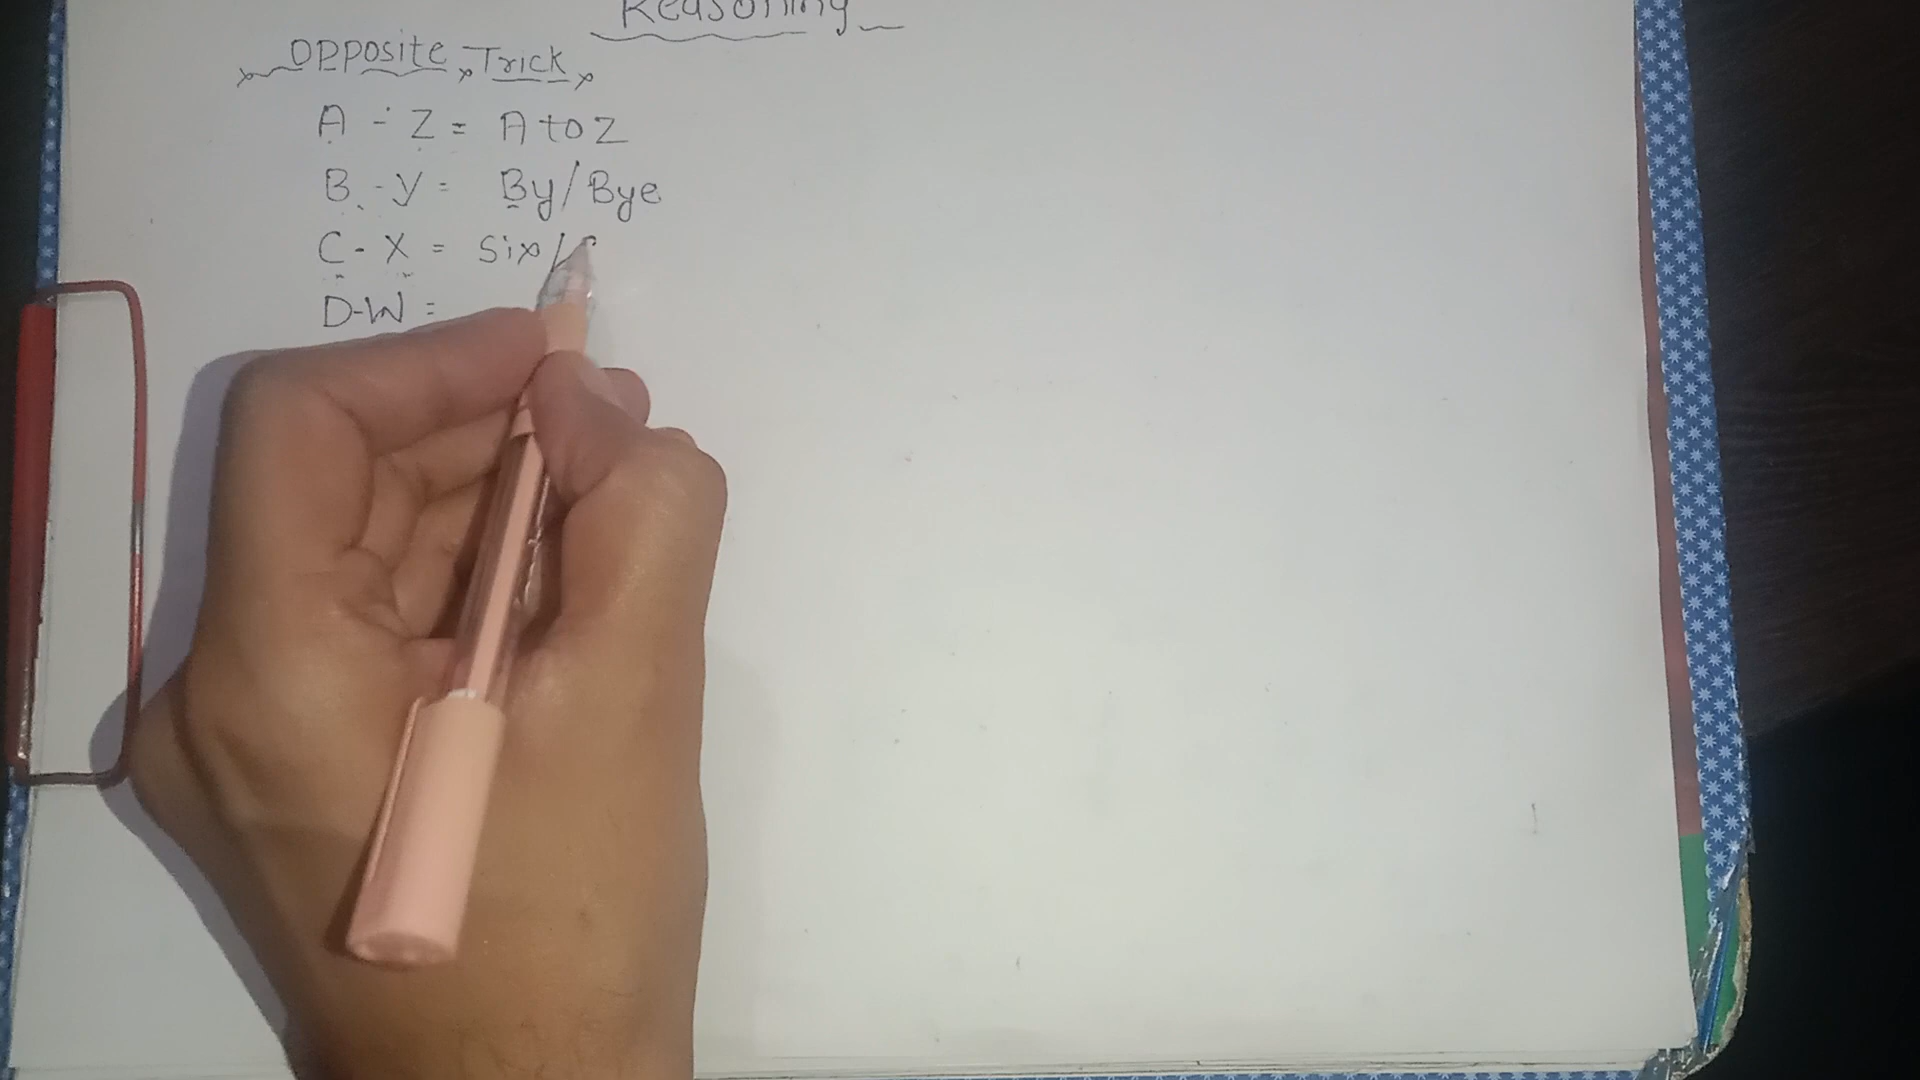 Reasoning
Opposite Trick
A - Z = A to Z
B - Y = By/Bye
C - X = Six/
D-W =